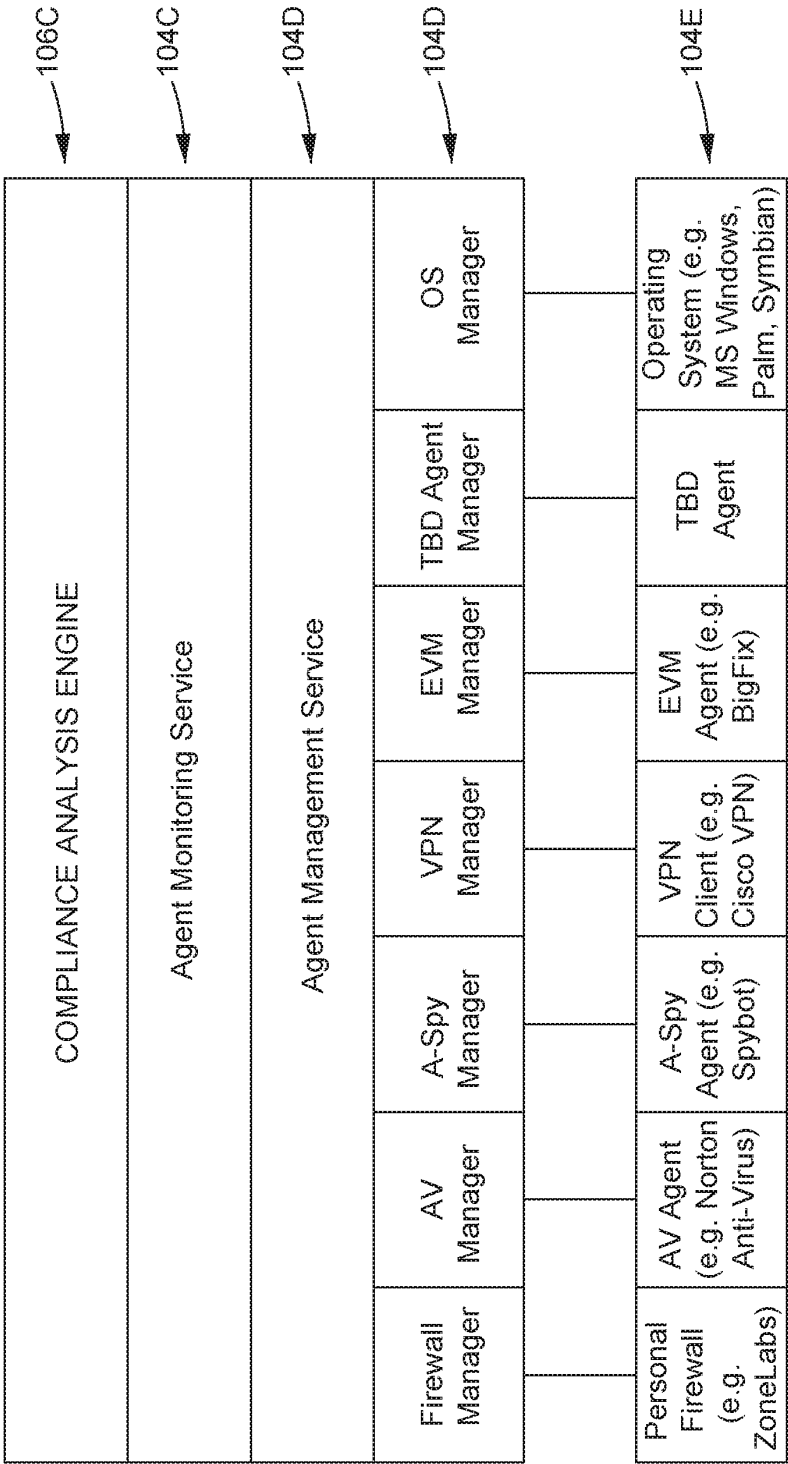 COMPLIANCE ANALYSIS ENGINE
106C
Agent Monitoring Service
104C
Agent Management Service
104D
Firewall
Manager
AV
Manager
A-Spy
Manager
VPN
Manager
EVM
Manager
TBD Agent
Manager
OS
Manager
104D
Personal
Firewall
(e.g.
ZoneLabs)
AV Agent
(e.g. Norton
Anti-Virus)
A-Spy
Agent (e.g.
Spybot)
VPN
Client (e.g.
Cisco VPN)
EVM
Agent (e.g.
BigFix)
TBD
Agent
Operating
System (e.g.
MS Windows,
Palm, Symbian)
104E